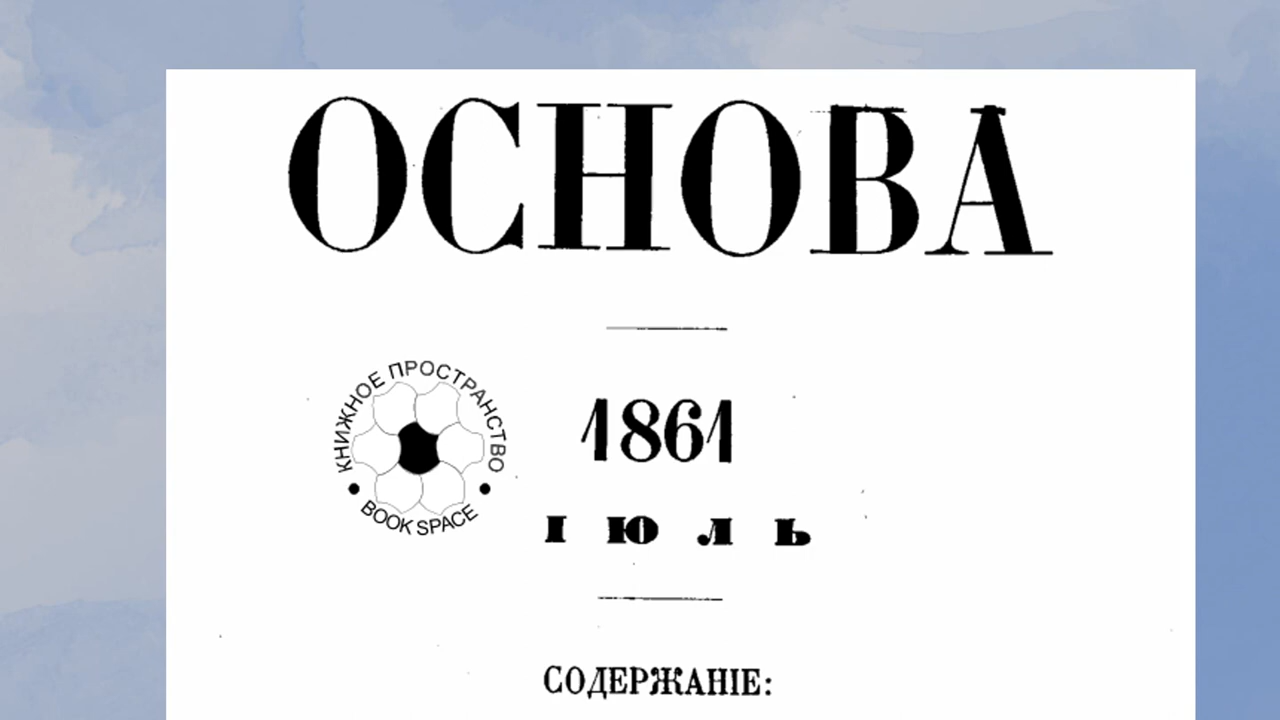 ОСНОВА
КНИЖНОЕ ПРОСТРАНСТВО
• BOOK SPACE •
1861
ІЮЛЬ
СОДЕРЖАНІЕ: